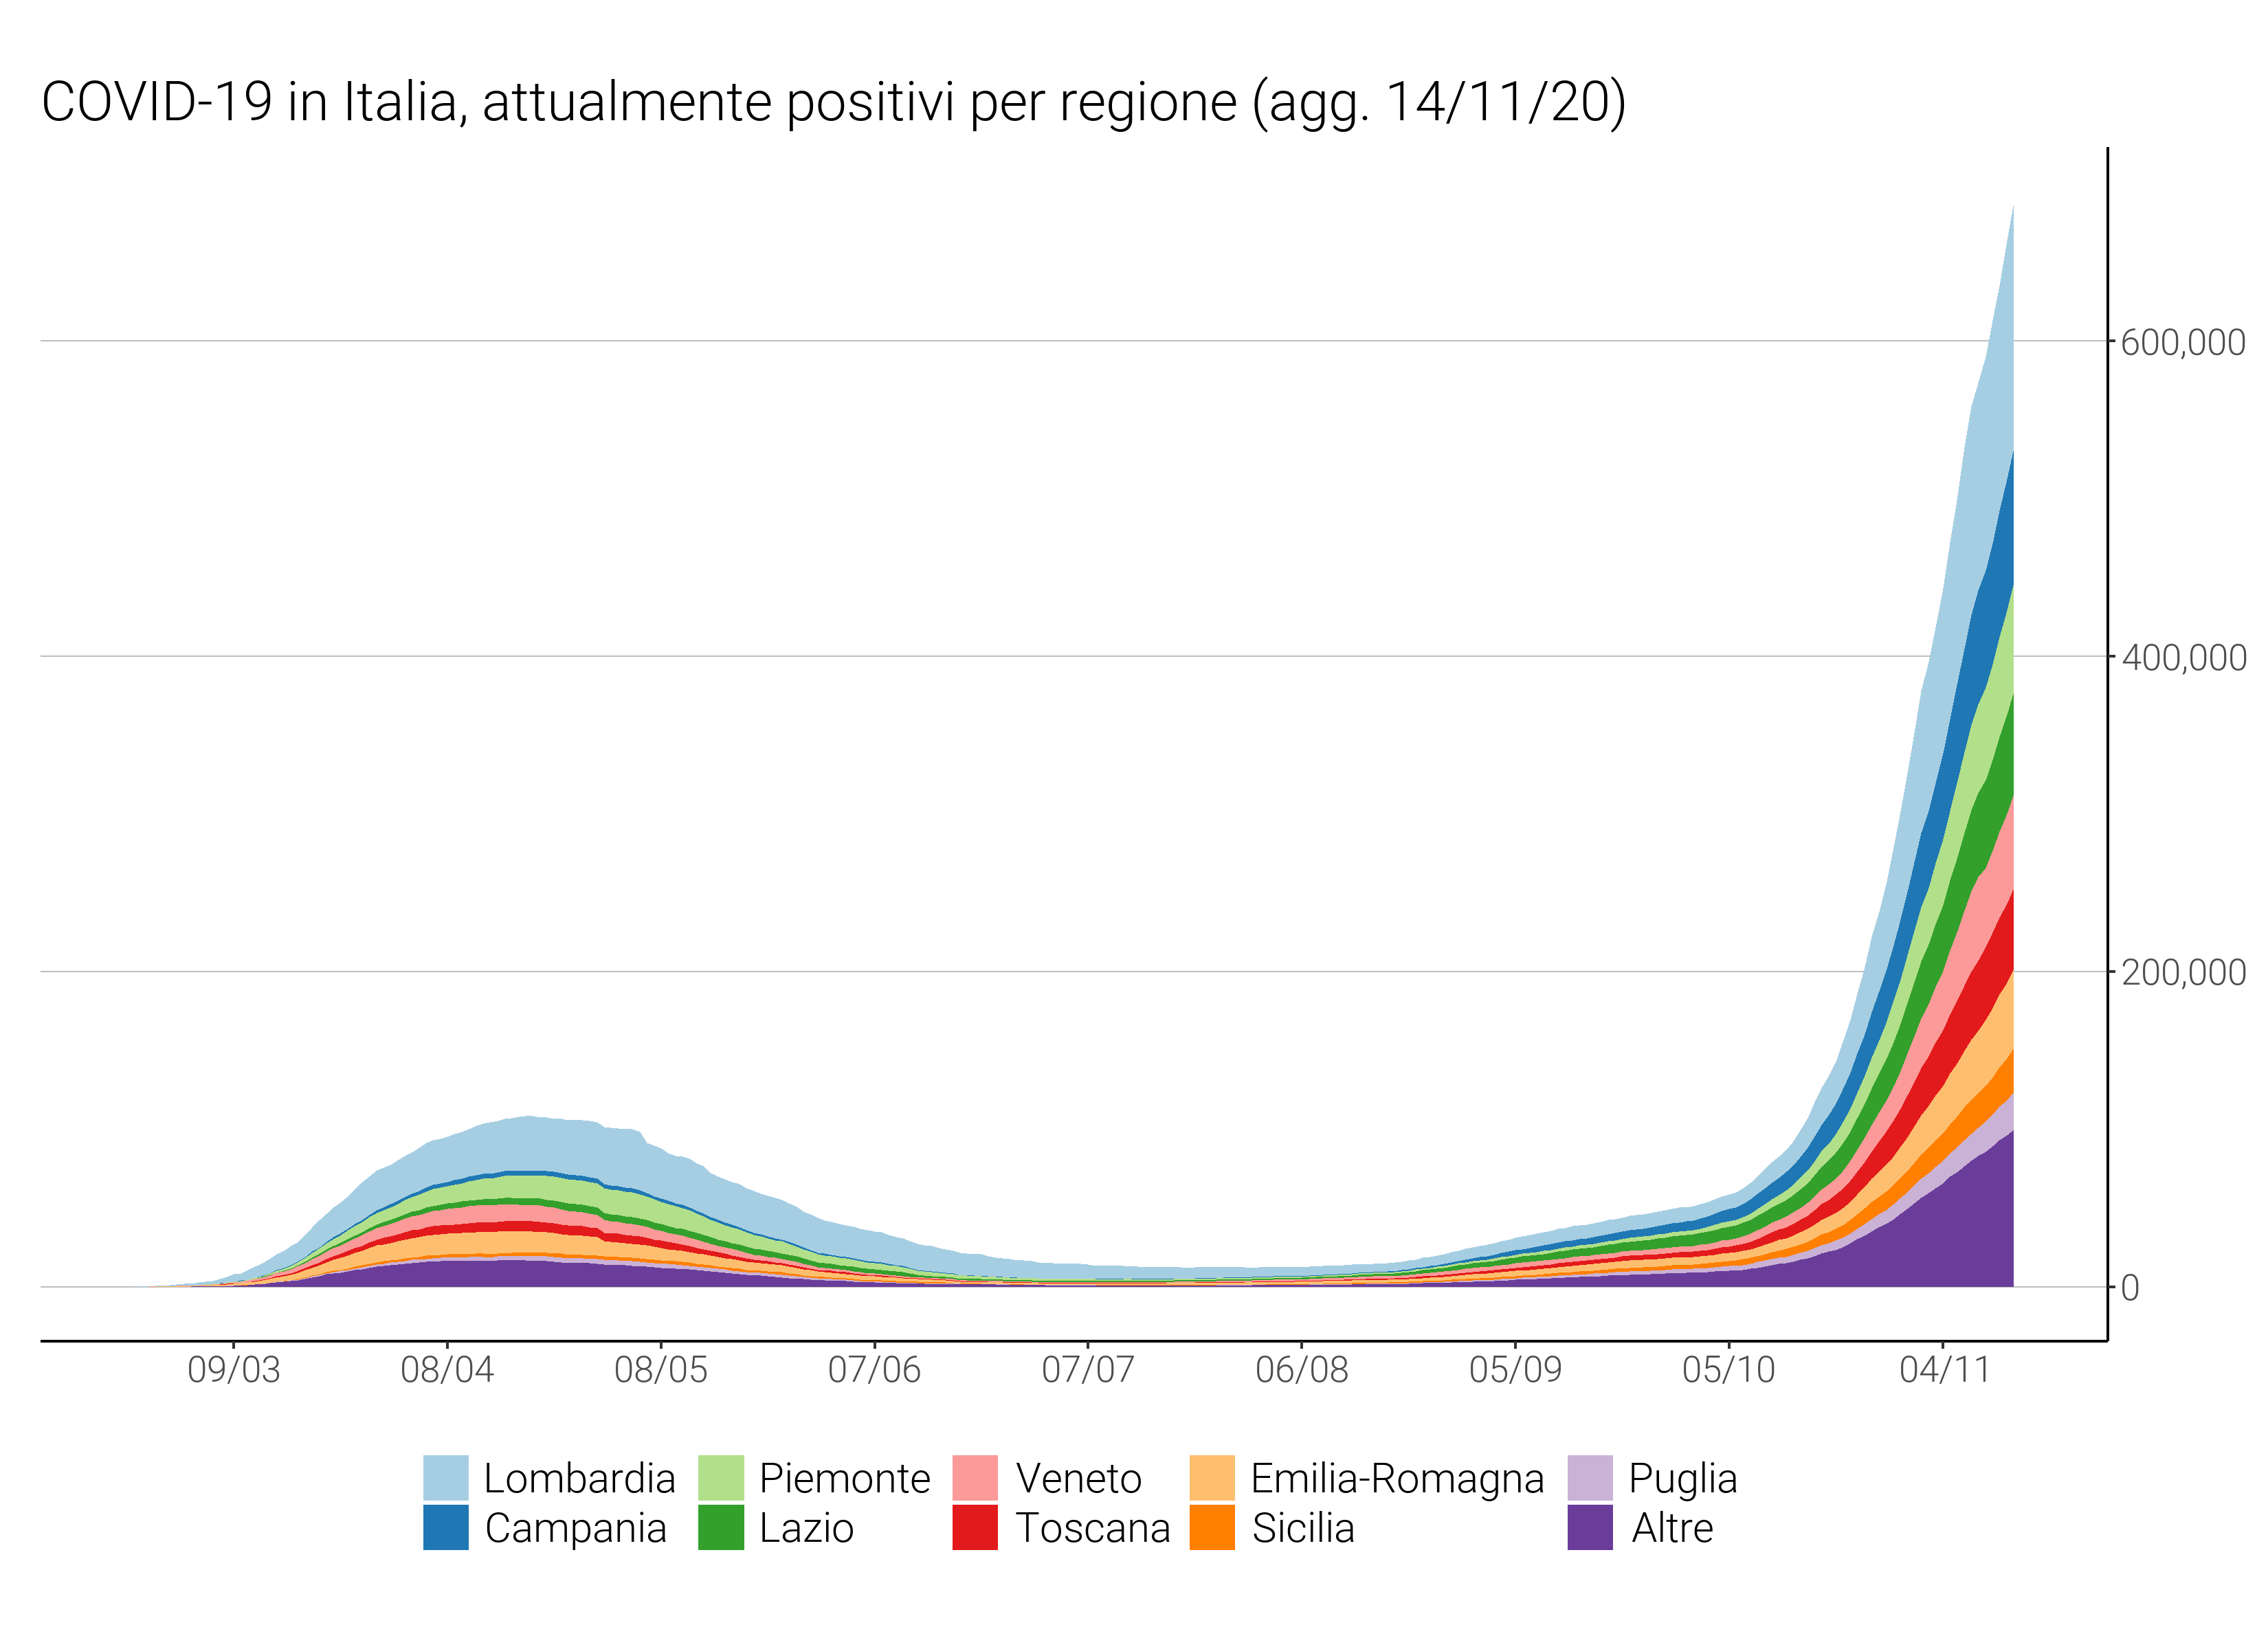 COVID-19 in Italia, attualmente positivi per regione (agg. 14/11/20)
600,000
400,000
200,000
0
09/03 08/04 08/05 07/06 07/07 06/08 05/09 05/10 04/11
Lombardia Piemonte Veneto Emilia-Romagna Puglia
Campania Lazio Toscana Sicilia Altre